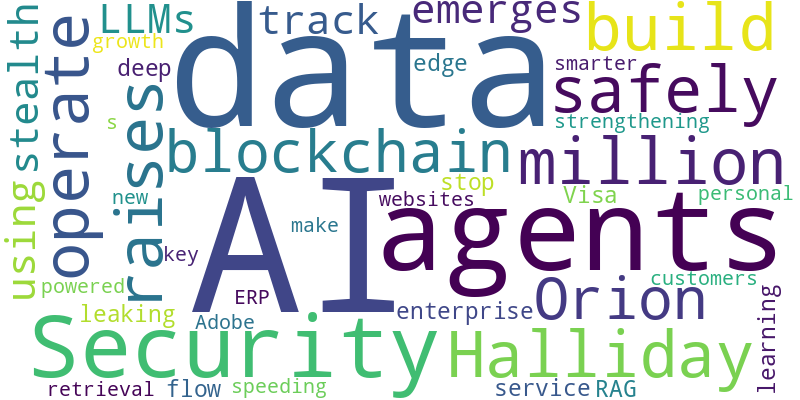 stealth
LLMs
track
emerges
build
growth
operate
data
deep
edge
smarter
safely
raises
s
strengthening
blockchain
million
using
new
stop
Visa
personal
websites
AI
agents
key
make
powered
ERP
customers
leaking
Adobe
enterprise
Orion
learning
Security
Halliday
retrieval
flow
speeding
service
RAG